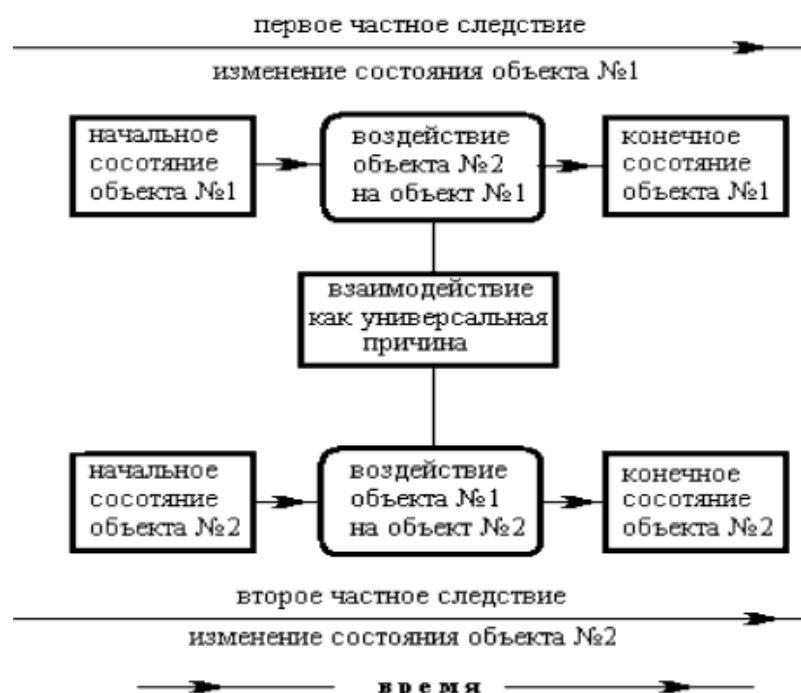 первое частное следствие
изменение состояния объекта №1
начальное
сосотяние
объекта №1
воздействие
объекта №2
на объект №1
конечное
сосотяние
объекта №1
взаимодействие
как универсальная
причина
начальное
сосотяние
объекта №2
воздействие
объекта №1
на объект №2
конечное
сосотяние
объекта №2
второе частное следствие
изменение состояния объекта №2
время